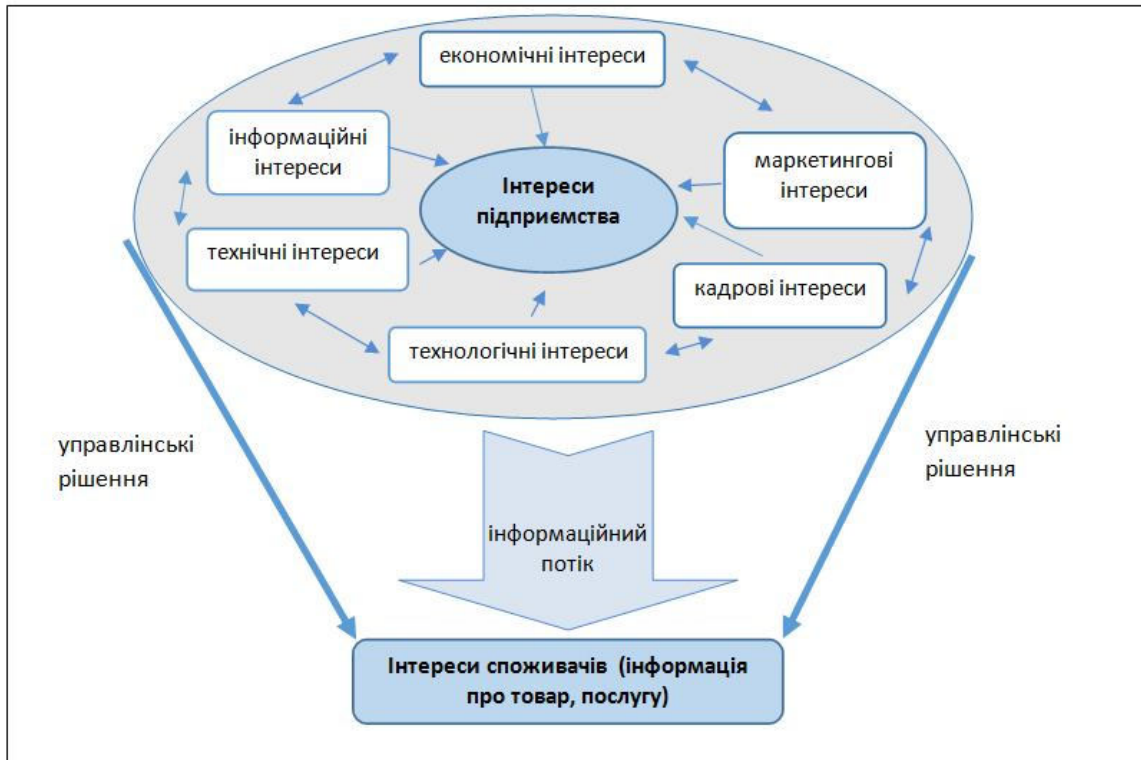 економічні інтереси
інформаційні
інтереси
маркетингові
інтереси
Інтереси
підприємства
технічні інтереси
кадрові інтереси
технологічні інтереси
управлінські
рішення
управлінські
рішення
інформаційний
потік
Інтереси споживачів (інформація
про товар, послугу)